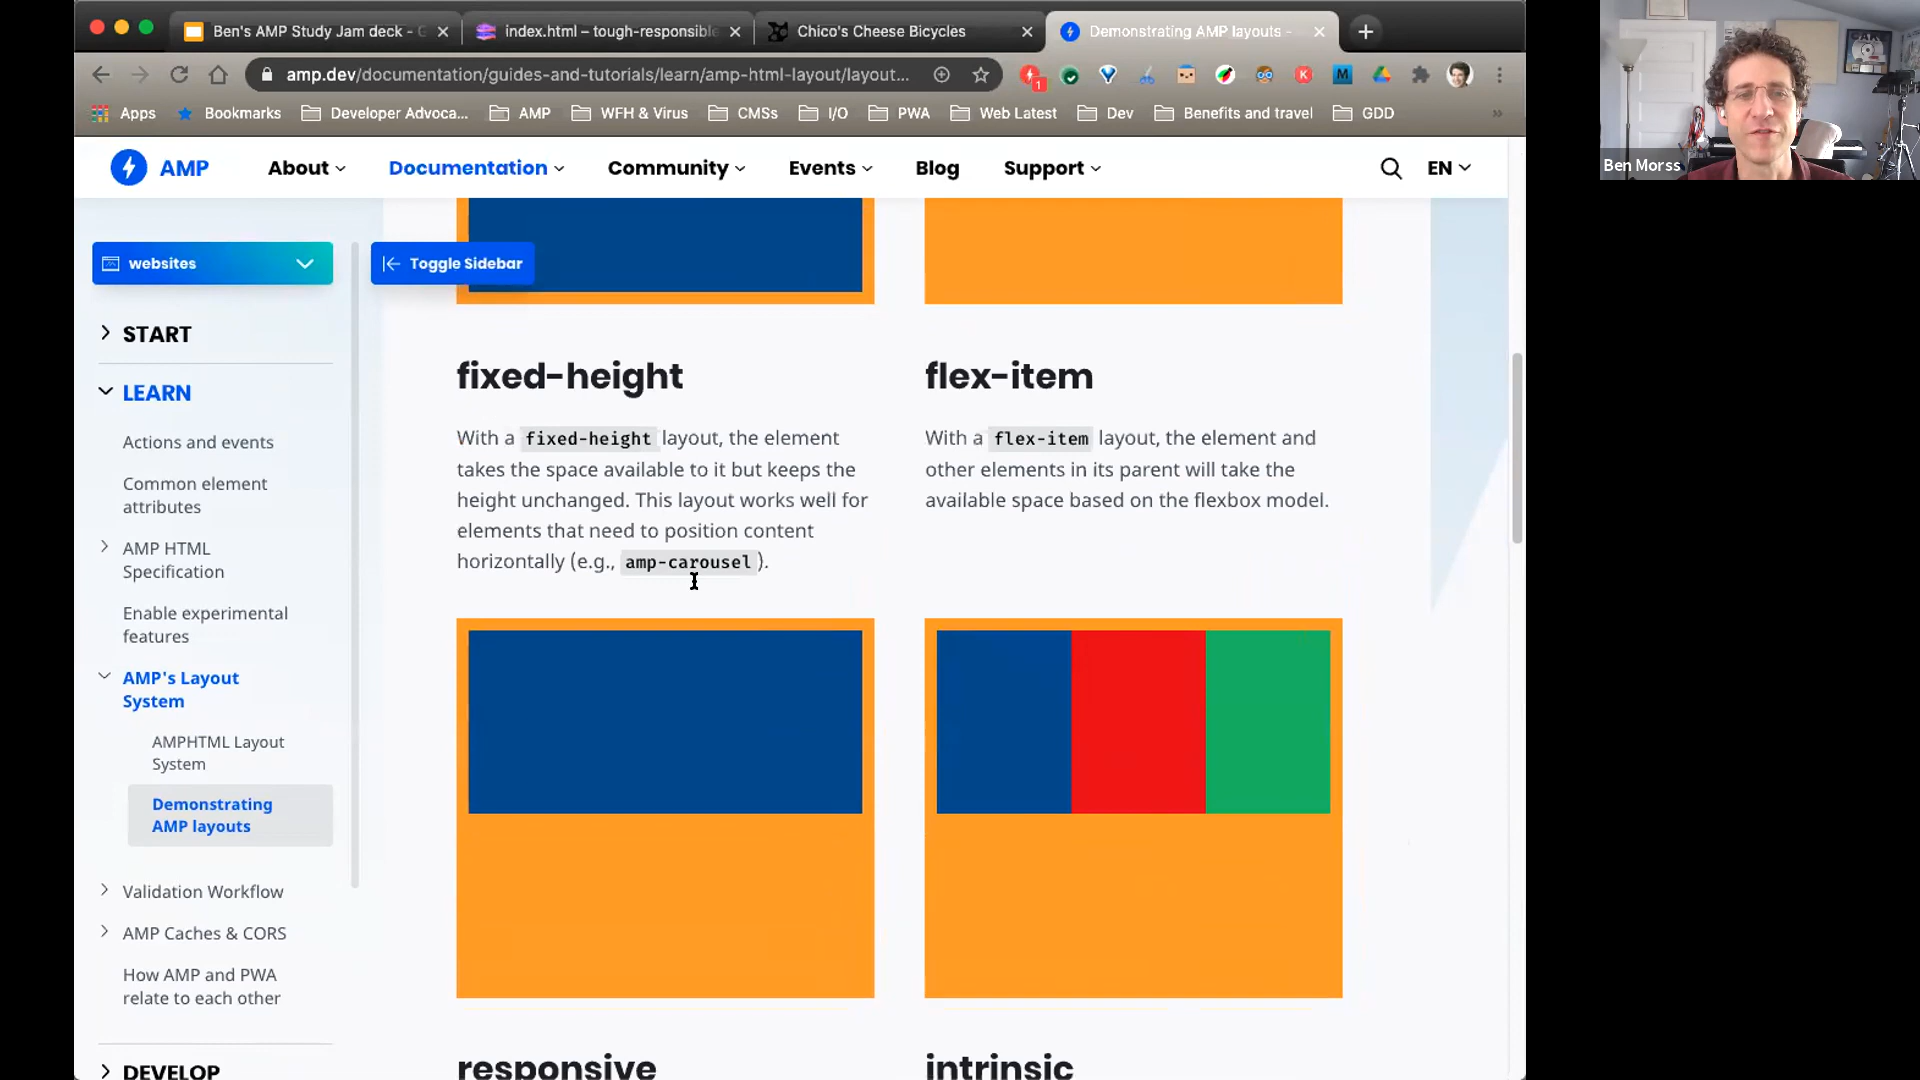 Ben's AMP Study Jam deck - G
index.html – tough-responsible
Chico's Cheese Bicycles
Demonstrating AMP layouts -
amp.dev/documentation/guides-and-tutorials/learn/amp-html-layout/layout...
1
Apps
Bookmarks
Developer Advoca...
AMP
WFH & Virus
CMSs
I/O
PWA
Web Latest
Dev
Benefits and travel
GDD
»
AMP
About
Documentation
Community
Events
Blog
Support
EN
websites
Toggle Sidebar
START
LEARN
Actions and events
Common element
attributes
AMP HTML
Specification
Enable experimental
features
AMP's Layout
System
AMPHTML Layout
System
Demonstrating
AMP layouts
Validation Workflow
AMP Caches & CORS
How AMP and PWA
relate to each other
DEVELOP
fixed-height
With a fixed-height layout, the element
takes the space available to it but keeps the
height unchanged. This layout works well for
elements that need to position content
horizontally (e.g., amp-carousel ).
flex-item
With a flex-item layout, the element and
other elements in its parent will take the
available space based on the flexbox model.
responsive
intrinsic
Ben Morss